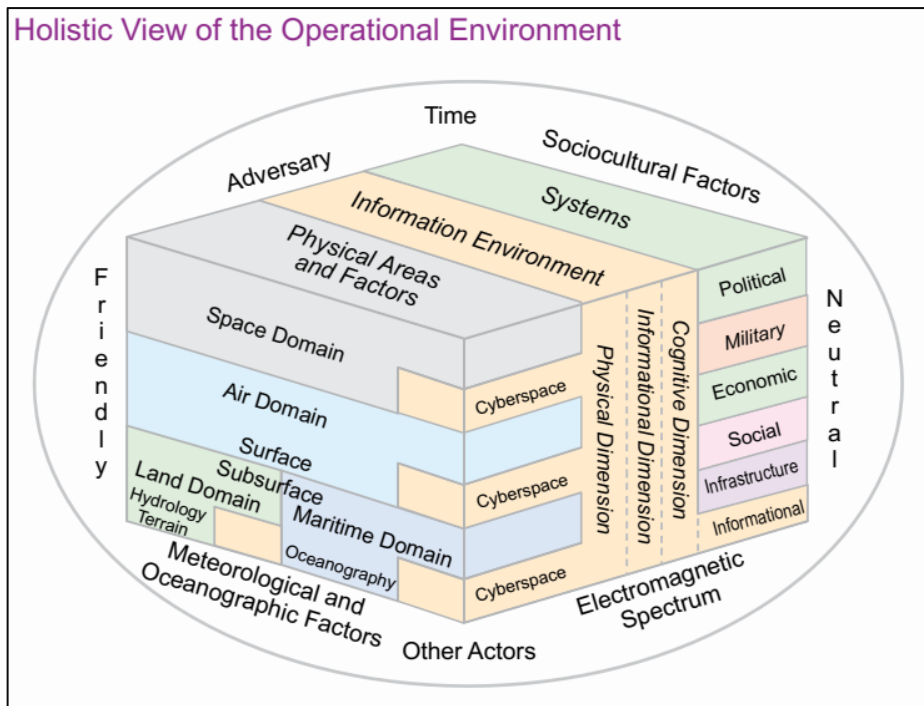 Holistic View of the Operational Environment
Time
Adversary
Sociocultural Factors
Systems
Information Environment
Physical Areas
and Factors
Friendly
Neutral
Space Domain
Air Domain
Surface
Subsurface
Land Domain
Hydrology
Terrain
Maritime Domain
Oceanography
Cyberspace
Cyberspace
Cyberspace
Physical Dimension
Informational Dimension
Cognitive Dimension
Political
Military
Economic
Social
Infrastructure
Informational
Meteorological and
Oceanographic Factors
Electromagnetic
Spectrum
Other Actors